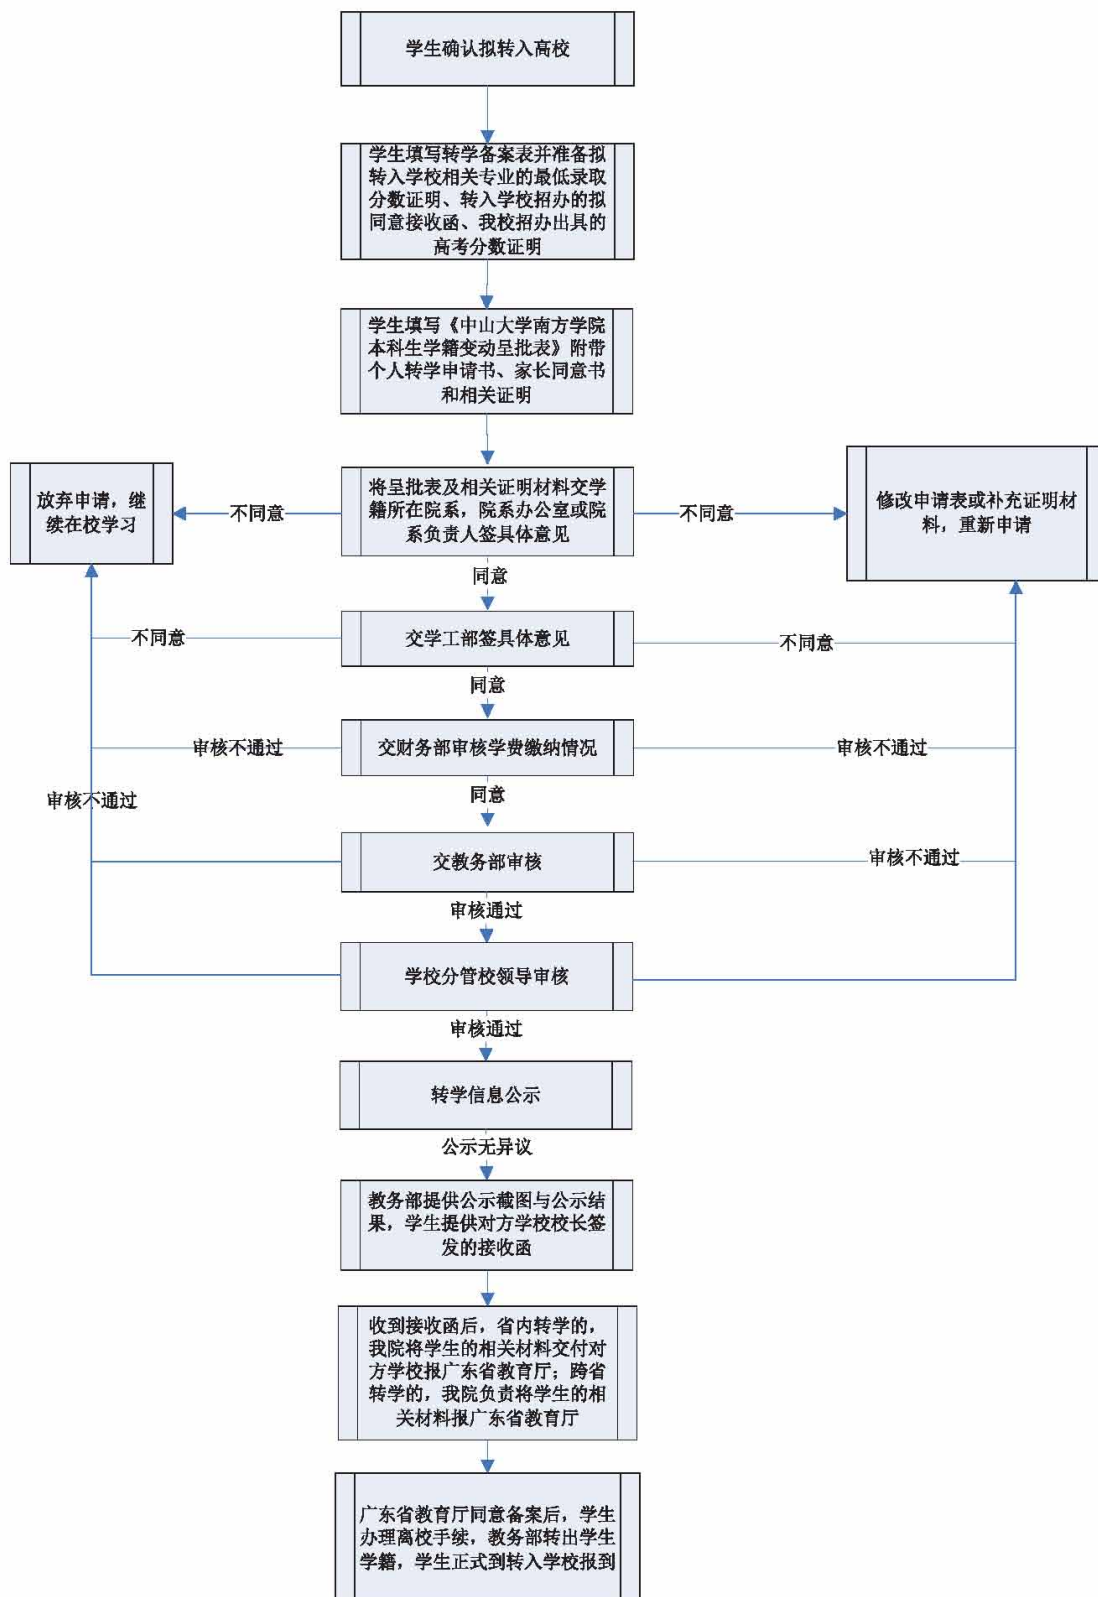 学生确认拟转入高校
学生填写转学备案表并准备拟
转入学校相关专业的最低录取
分数证明、转入学校招办的拟
同意接收函、我校招办出具的
高考分数证明
学生填写《中山大学南方学院
本科生学籍变动呈批表》附带
个人转学申请书、家长同意书
和相关证明
放弃申请，继
续在校学习
不同意
将呈批表及相关证明材料交学
籍所在院系，院系办公室或院
系负责人签具体意见
不同意
修改申请表或补充证明材
料，重新申请
同意
不同意
交学工部签具体意见
不同意
同意
审核不通过
交财务部审核学费缴纳情况
审核不通过
同意
审核不通过
交教务部审核
审核不通过
审核通过
学校分管校领导审核
审核通过
转学信息公示
公示无异议
教务部提供公示截图与公示结
果，学生提供对方学校校长签
发的接收函
收到接收函后，省内转学的，
我院将学生的相关材料交付对
方学校报广东省教育厅；跨省
转学的，我院负责将学生的相
关材料报广东省教育厅
广东省教育厅同意备案后，学生
办理离校手续，教务部转出学生
学籍，学生正式到转入学校报到